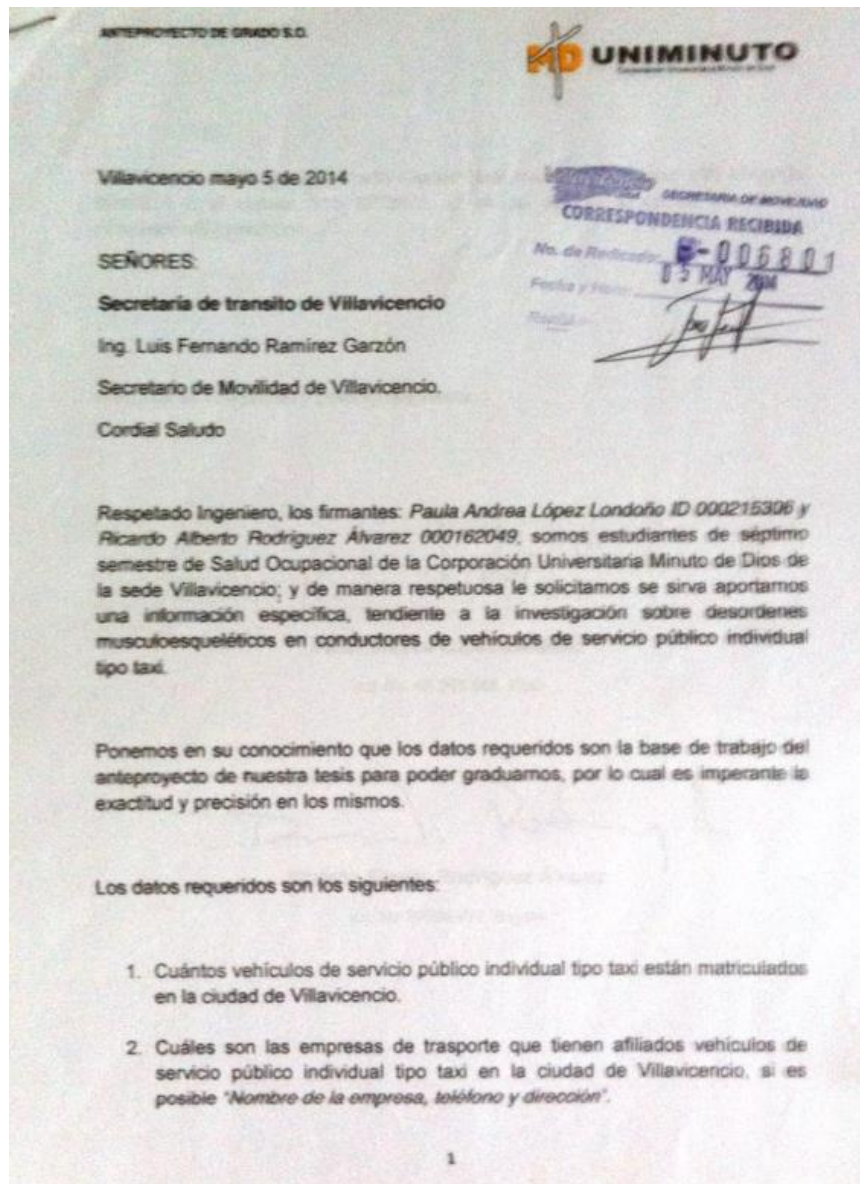 ANTEPROYECTO DE GRADO S.O.
MD UNIMINUTO
Villavicencio mayo 5 de 2014
SECRETARIA DE MOVILIDAD
CORRESPONDENCIA RECIBIDA
No. de Radicado: 006801
05 MAY 2014
SEÑORES:
Secretaría de transito de Villavicencio
Ing. Luis Fernando Ramírez Garzón
Secretario de Movilidad de Villavicencio.
Cordial Saludo
Respetado Ingeniero, los firmantes: Paula Andrea López Londoño ID 000215306 y
Ricardo Alberto Rodríguez Álvarez 000162049, somos estudiantes de séptimo
semestre de Salud Ocupacional de la Corporación Universitaria Minuto de Dios de
la sede Villavicencio; y de manera respetuosa le solicitamos se sirva aportarnos
una información específica, tendiente a la investigación sobre desordenes
musculoesqueléticos en conductores de vehículos de servicio público individual
tipo taxi.
Ponemos en su conocimiento que los datos requeridos son la base de trabajo del
anteproyecto de nuestra tesis para poder graduarnos, por lo cual es imperante la
exactitud y precisión en los mismos.
Los datos requeridos son los siguientes:
1. Cuántos vehículos de servicio público individual tipo taxi están matriculados
en la ciudad de Villavicencio.
2. Cuáles son las empresas de trasporte que tienen afiliados vehículos de
servicio público individual tipo taxi en la ciudad de Villavicencio, si es
posible "Nombre de la empresa, teléfono y dirección".
1